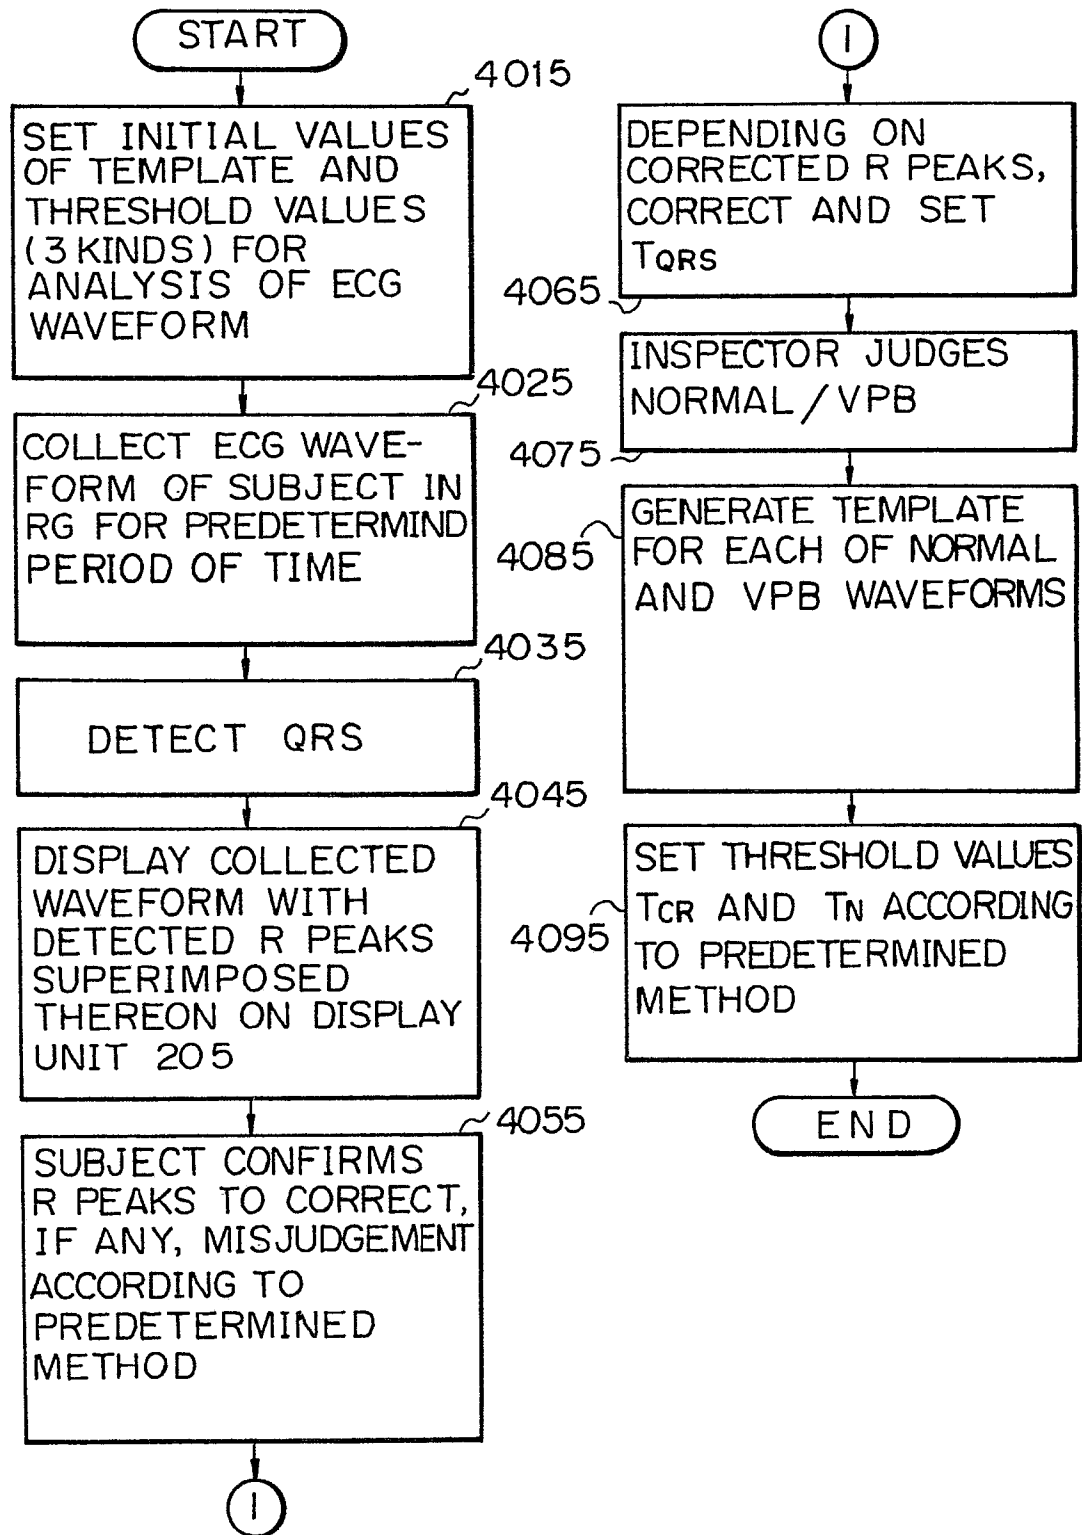 START
4015
SET INITIAL VALUES
OF TEMPLATE AND
THRESHOLD VALUES
(3 KINDS) FOR
ANALYSIS OF ECG
WAVEFORM
4025
COLLECT ECG WAVE-
FORM OF SUBJECT IN
RG FOR PREDETERMIND
PERIOD OF TIME
4035
DETECT QRS
4045
DISPLAY COLLECTED
WAVEFORM WITH
DETECTED R PEAKS
SUPERIMPOSED
THEREON ON DISPLAY
UNIT 205
4055
SUBJECT CONFIRMS
R PEAKS TO CORRECT,
IF ANY, MISJUDGEMENT
ACCORDING TO
PREDETERMINED
METHOD
1
1
DEPENDING ON
CORRECTED R PEAKS,
CORRECT AND SET
TQRS
4065
INSPECTOR JUDGES
NORMAL/VPB
4075
GENERATE TEMPLATE
FOR EACH OF NORMAL
AND VPB WAVEFORMS
4085
SET THRESHOLD VALUES
TCR AND TN ACCORDING
TO PREDETERMINED
METHOD
4095
END